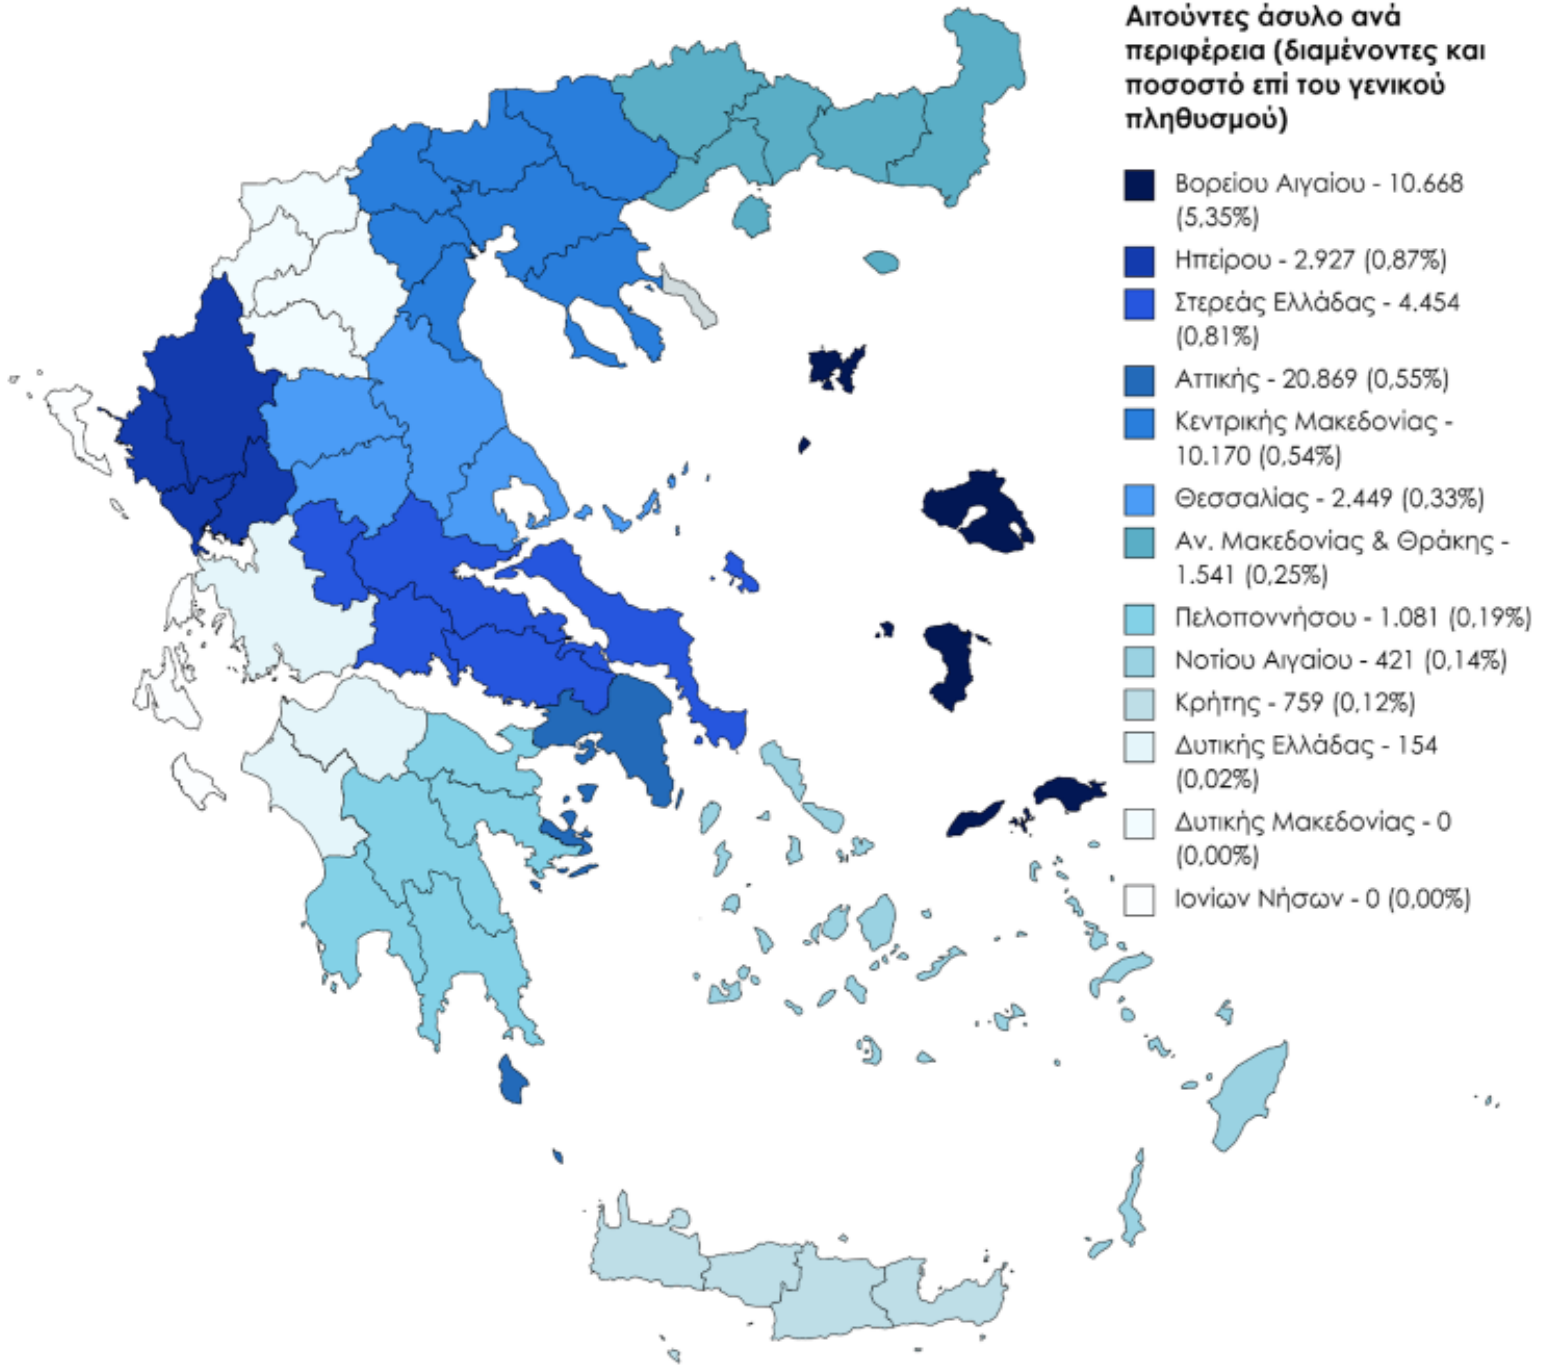 Αιτούντες άσυλο ανά
περιφέρεια (διαμένοντες και
ποσοστό επί του γενικού
πληθυσμού)
Βορείου Αιγαίου - 10.668
(5,35%)
Ηπείρου - 2.927 (0,87%)
Στερεάς Ελλάδας - 4.454
(0,81%)
Αττικής - 20.869 (0,55%)
Κεντρικής Μακεδονίας -
10.170 (0,54%)
Θεσσαλίας - 2.449 (0,33%)
Αν. Μακεδονίας & Θράκης -
1.541 (0,25%)
Πελοποννήσου - 1.081 (0,19%)
Νοτίου Αιγαίου - 421 (0,14%)
Κρήτης - 759 (0,12%)
Δυτικής Ελλάδας - 154
(0,02%)
Δυτικής Μακεδονίας - 0
(0,00%)
Ιονίων Νήσων - 0 (0,00%)